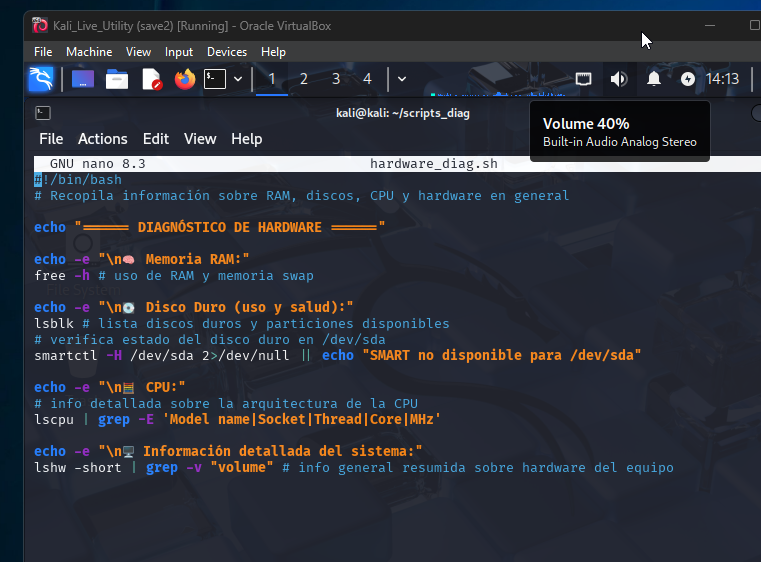 Kali_Live_Utility (save2) [Running] - Oracle VirtualBox
File Machine View Input Devices Help
1 2 3 4 14:13
kali@kali: ~/scripts_diag
Volume 40%
Built-in Audio Analog Stereo
File Actions Edit View Help
GNU nano 8.3 hardware_diag.sh
#!/bin/bash
# Recopila información sobre RAM, discos, CPU y hardware en general
echo "====== DIAGNÓSTICO DE HARDWARE ======"
echo -e "\n🧠 Memoria RAM:"
free -h # uso de RAM y memoria swap
File System
echo -e "\n💽 Disco Duro (uso y salud):"
lsblk # lista discos duros y particiones disponibles
# verifica estado del disco duro en /dev/sda
smartctl -H /dev/sda 2>/dev/null || echo "SMART no disponible para /dev/sda"
echo -e "\n🧮 CPU:"
# info detallada sobre la arquitectura de la CPU
lscpu | grep -E 'Model name|Socket|Thread|Core|MHz'
echo -e "\n🖥️ Información detallada del sistema:"
lshw -short | grep -v "volume" # info general resumida sobre hardware del equipo